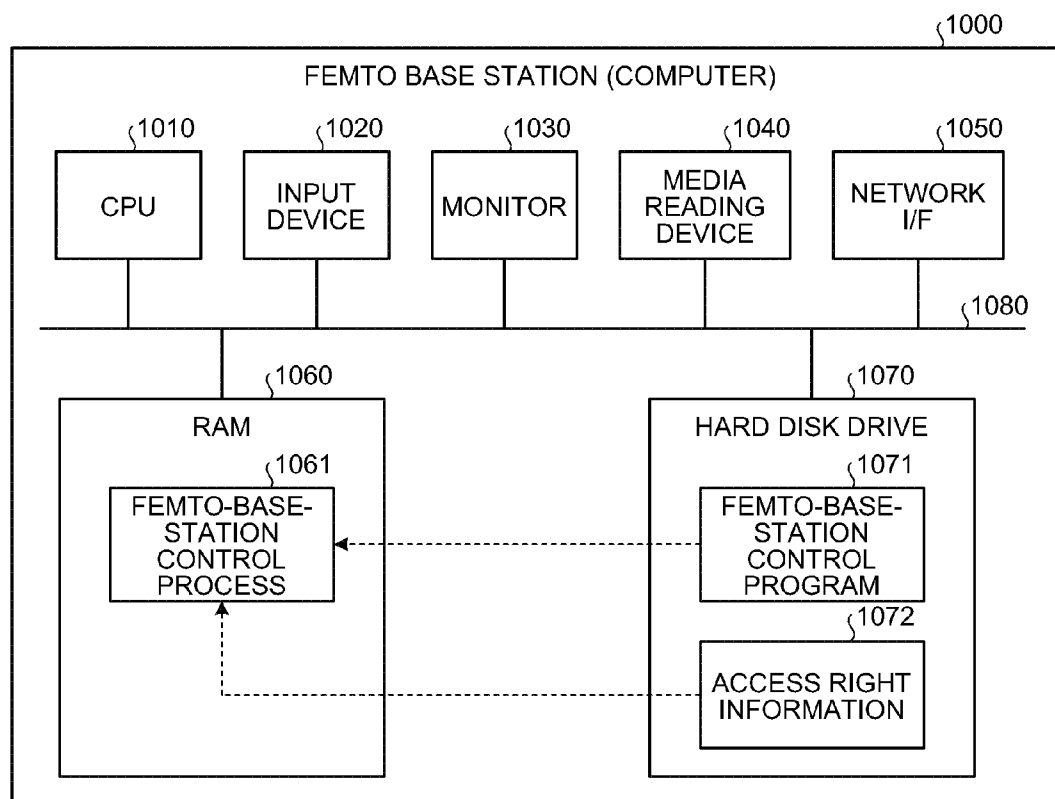 1000
FEMTO BASE STATION (COMPUTER)
1010
1020
1030
1040
1050
CPU
INPUT
DEVICE
MONITOR
MEDIA
READING
DEVICE
NETWORK
I/F
1080
1060
1070
RAM
HARD DISK DRIVE
1061
1071
FEMTO-BASE-
STATION
CONTROL
PROCESS
FEMTO-BASE-
STATION
CONTROL
PROGRAM
1072
ACCESS RIGHT
INFORMATION